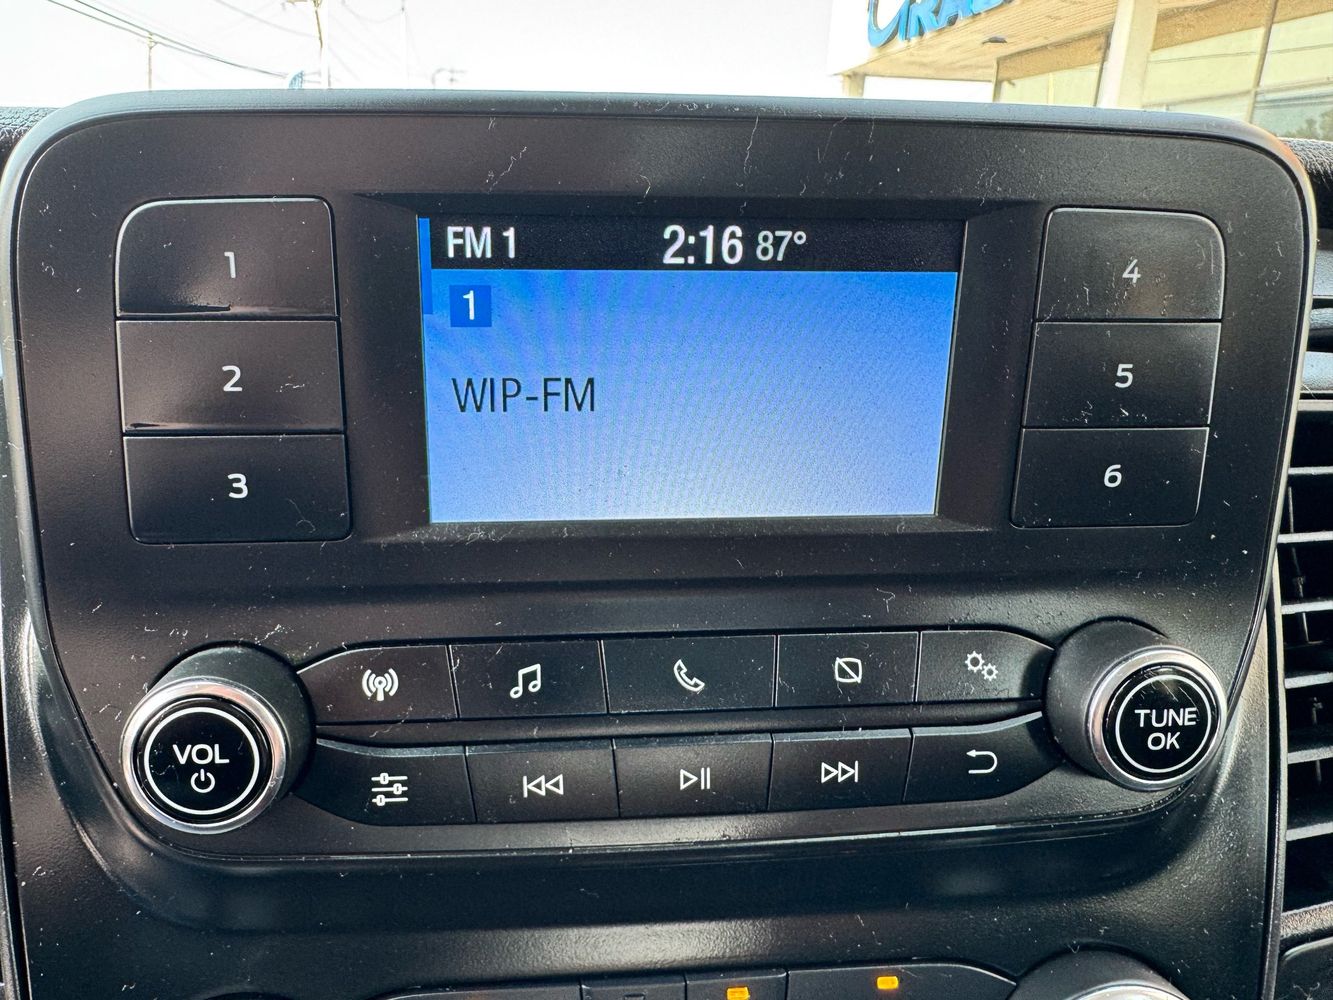 FM 1 2:16 87°
1
WIP-FM
1
2
3
4
5
6
VOL
TUNE
OK